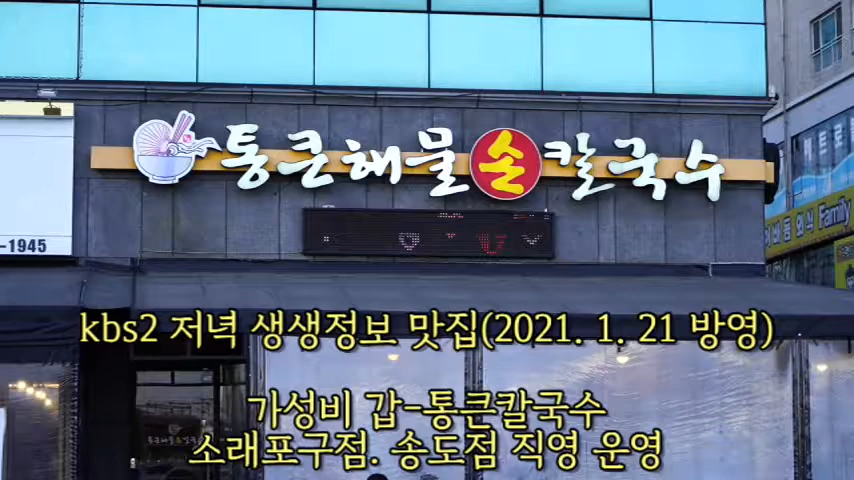 통큰해물손칼국수
-1945
Family
kbs2 저녁 생생정보 맛집(2021. 1. 21 방영)
가성비 갑-통큰칼국수
소래포구점. 송도점 직영 운영